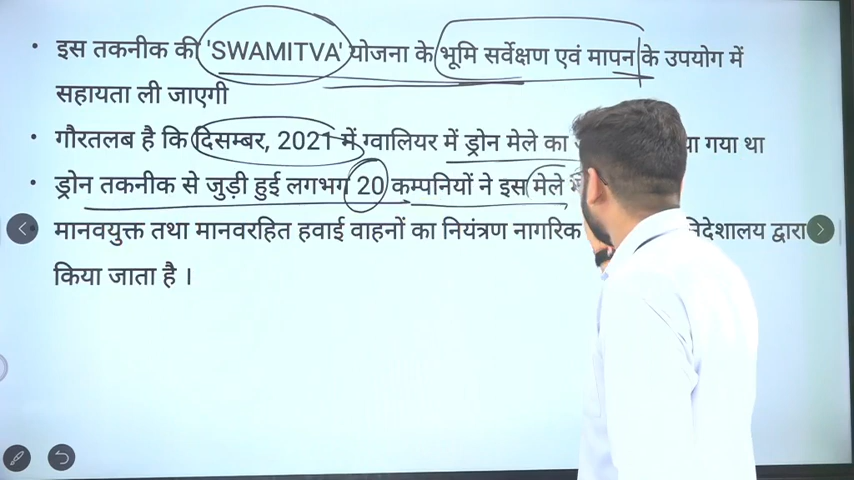 • इस तकनीक की 'SWAMITVA' योजना के भूमि सर्वेक्षण एवं मापन के उपयोग में
सहायता ली जाएगी
• गौरतलब है कि दिसम्बर, 2021 में ग्वालियर में ड्रोन मेले का गया था
• ड्रोन तकनीक से जुड़ी हुई लगभग 20 कम्पनियों ने इस मेले
• मानवयुक्त तथा मानवरहित हवाई वाहनों का नियंत्रण नागरिक द्वारा
किया जाता है ।